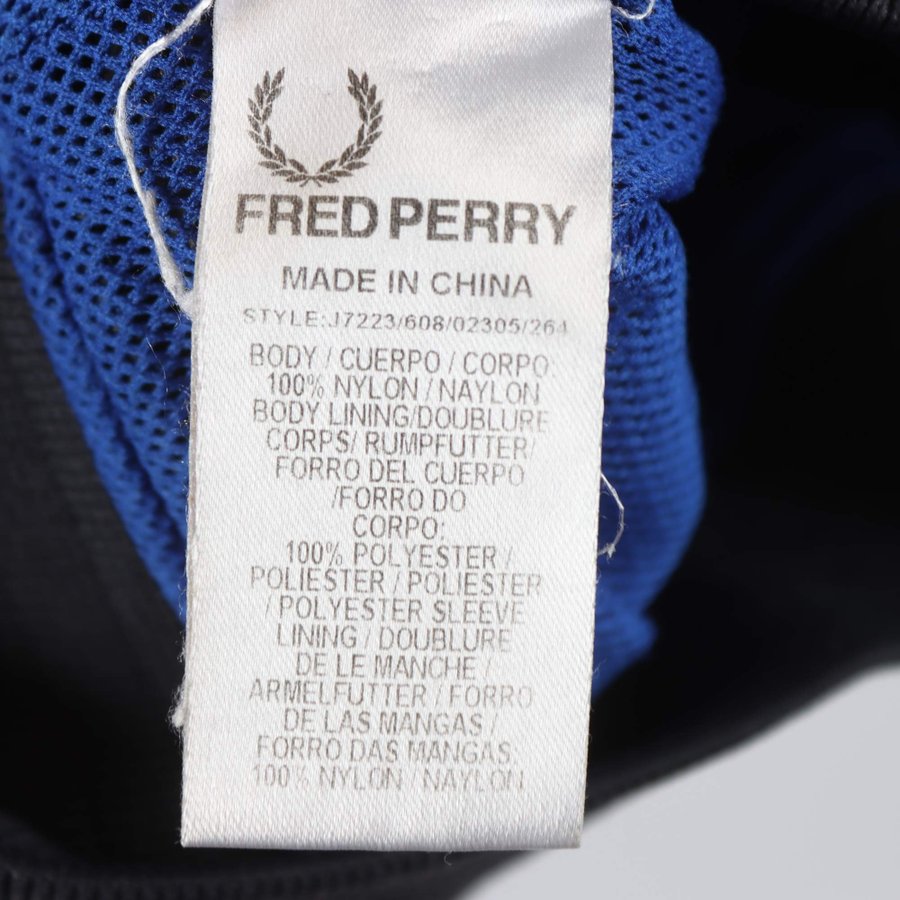 FRED PERRY
MADE IN CHINA
STYLE:J7223/608/02305/264
BODY / CUERPO / CORPO:
100% NYLON / NAYLON
BODY LINING/DOUBLURE
CORPS/ RUMPFUTTER/
FORRO DEL CUERPO
/FORRO DO
CORPO:
100% POLYESTER /
POLIESTER / POLIESTER
/ POLYESTER SLEEVE
LINING / DOUBLURE
DE LE MANCHE /
ARMELFUTTER / FORRO
DE LAS MANGAS /
FORRO DAS MANGAS:
100% NYLON / NAYLON